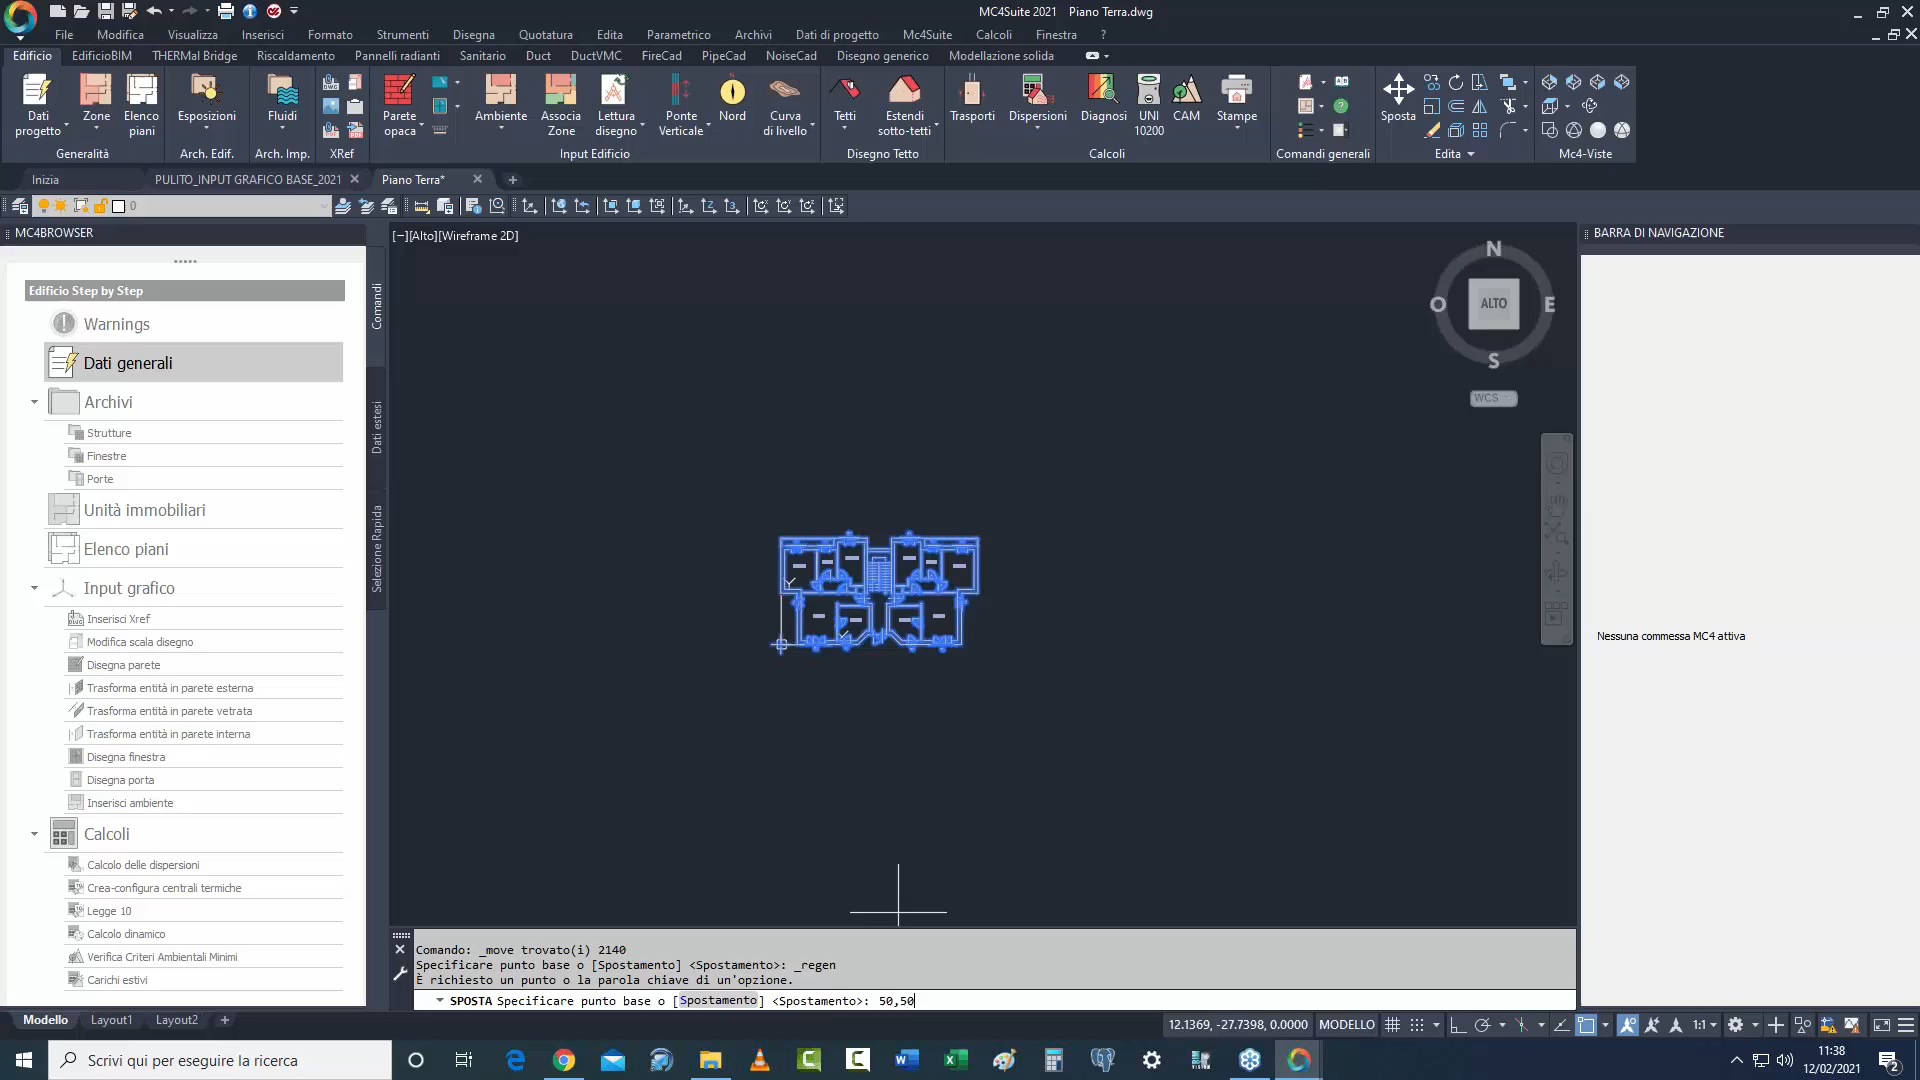 MC4Suite 2021 Piano Terra.dwg
File Modifica Visualizza Inserisci Formato Strumenti Disegna Quotatura Edita Parametrico Archivi Dati di progetto Mc4Suite Calcoli Finestra ?
Edificio EdificioBIM THERMal Bridge Riscaldamento Pannelli radianti Sanitario Duct DuctVMC FireCad PipeCad NoiseCad Disegno generico Modellazione solida
Dati progetto Zone Elenco piani Esposizioni Fluidi Parete opaca Ambiente Associa Zone Lettura disegno Ponte Verticale Nord Curva di livello Tetti Estendi sotto-tetti Trasporti Dispersioni Diagnosi UNI 10200 CAM Stampe Sposta
Generalità Arch. Edif. Arch. Imp. XRef Input Edificio Disegno Tetto Calcoli Comandi generali Edita Mc4-Viste
Inizia PULITO_INPUT GRAFICO BASE_2021 Piano Terra*
0
MC4BROWSER
[−][Alto][Wireframe 2D]
BARRA DI NAVIGAZIONE
Edificio Step by Step
Warnings
Dati generali
Archivi
Strutture
Finestre
Porte
Unità immobiliari
Elenco piani
Input grafico
Inserisci Xref
Modifica scala disegno
Disegna parete
Trasforma entità in parete esterna
Trasforma entità in parete vetrata
Trasforma entità in parete interna
Disegna finestra
Disegna porta
Inserisci ambiente
Calcoli
Calcolo delle dispersioni
Crea-configura centrali termiche
Legge 10
Calcolo dinamico
Verifica Criteri Ambientali Minimi
Carichi estivi
Comandi
Dati estesi
Selezione Rapida
N
O ALTO E
S
WCS
Nessuna commessa MC4 attiva
Comando: _move trovato(i) 2140
Specificare punto base o [Spostamento] <Spostamento>: _regen
È richiesto un punto o la parola chiave di un'opzione.
SPOSTA Specificare punto base o [Spostamento] <Spostamento>: 50,50
Modello Layout1 Layout2 +
12.1369, -27.7398, 0.0000 MODELLO 1:1
Scrivi qui per eseguire la ricerca
11:38
12/02/2021
2